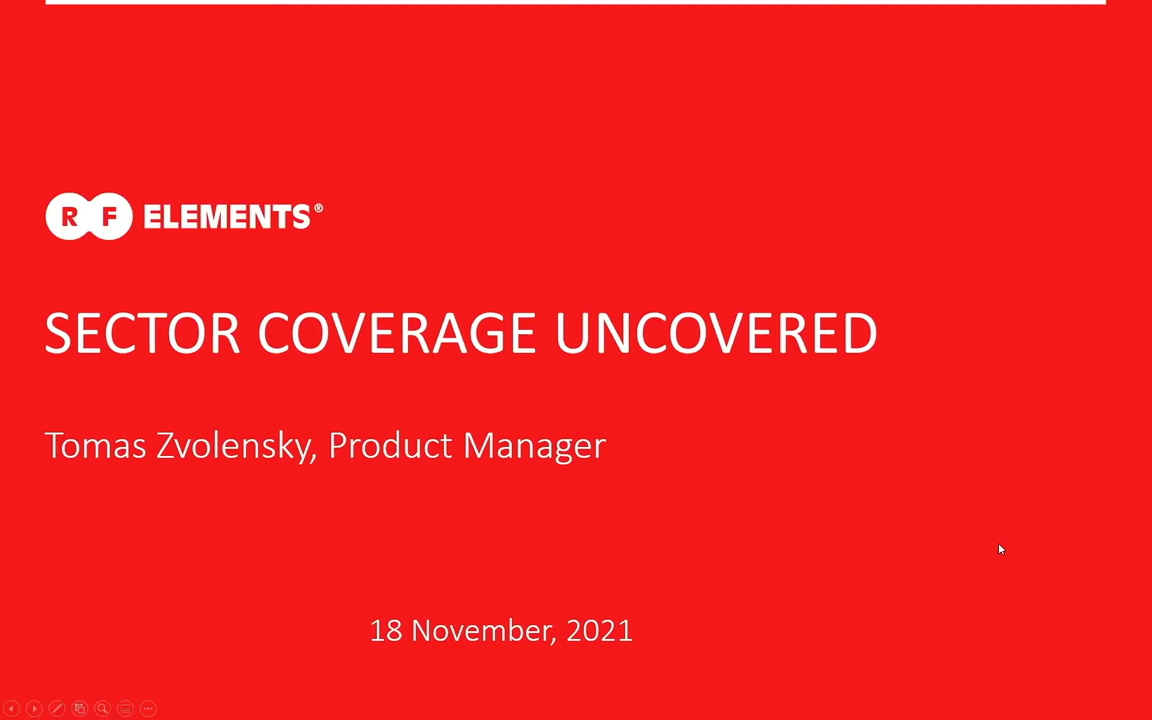 R F ELEMENTS®
SECTOR COVERAGE UNCOVERED
Tomas Zvolensky, Product Manager
18 November, 2021